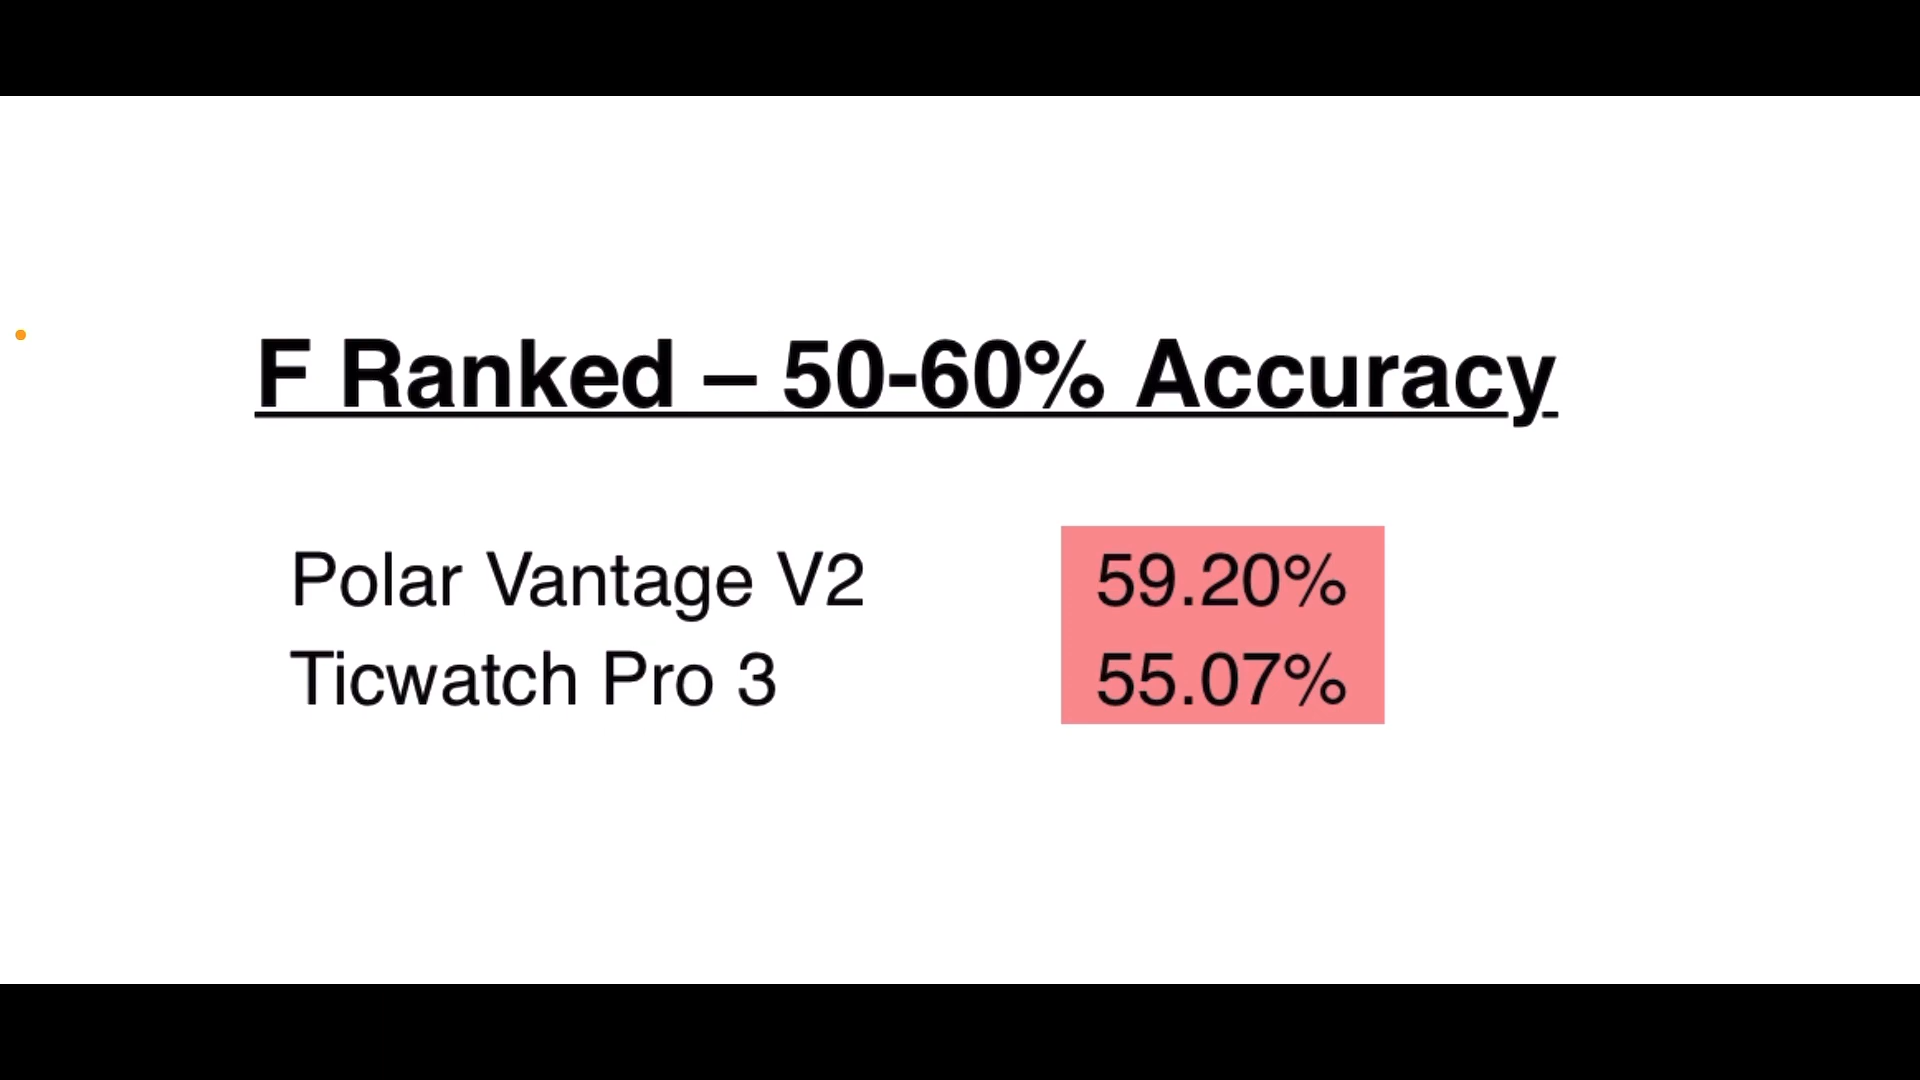 F Ranked – 50-60% Accuracy
Polar Vantage V2 59.20%
Ticwatch Pro 3 55.07%